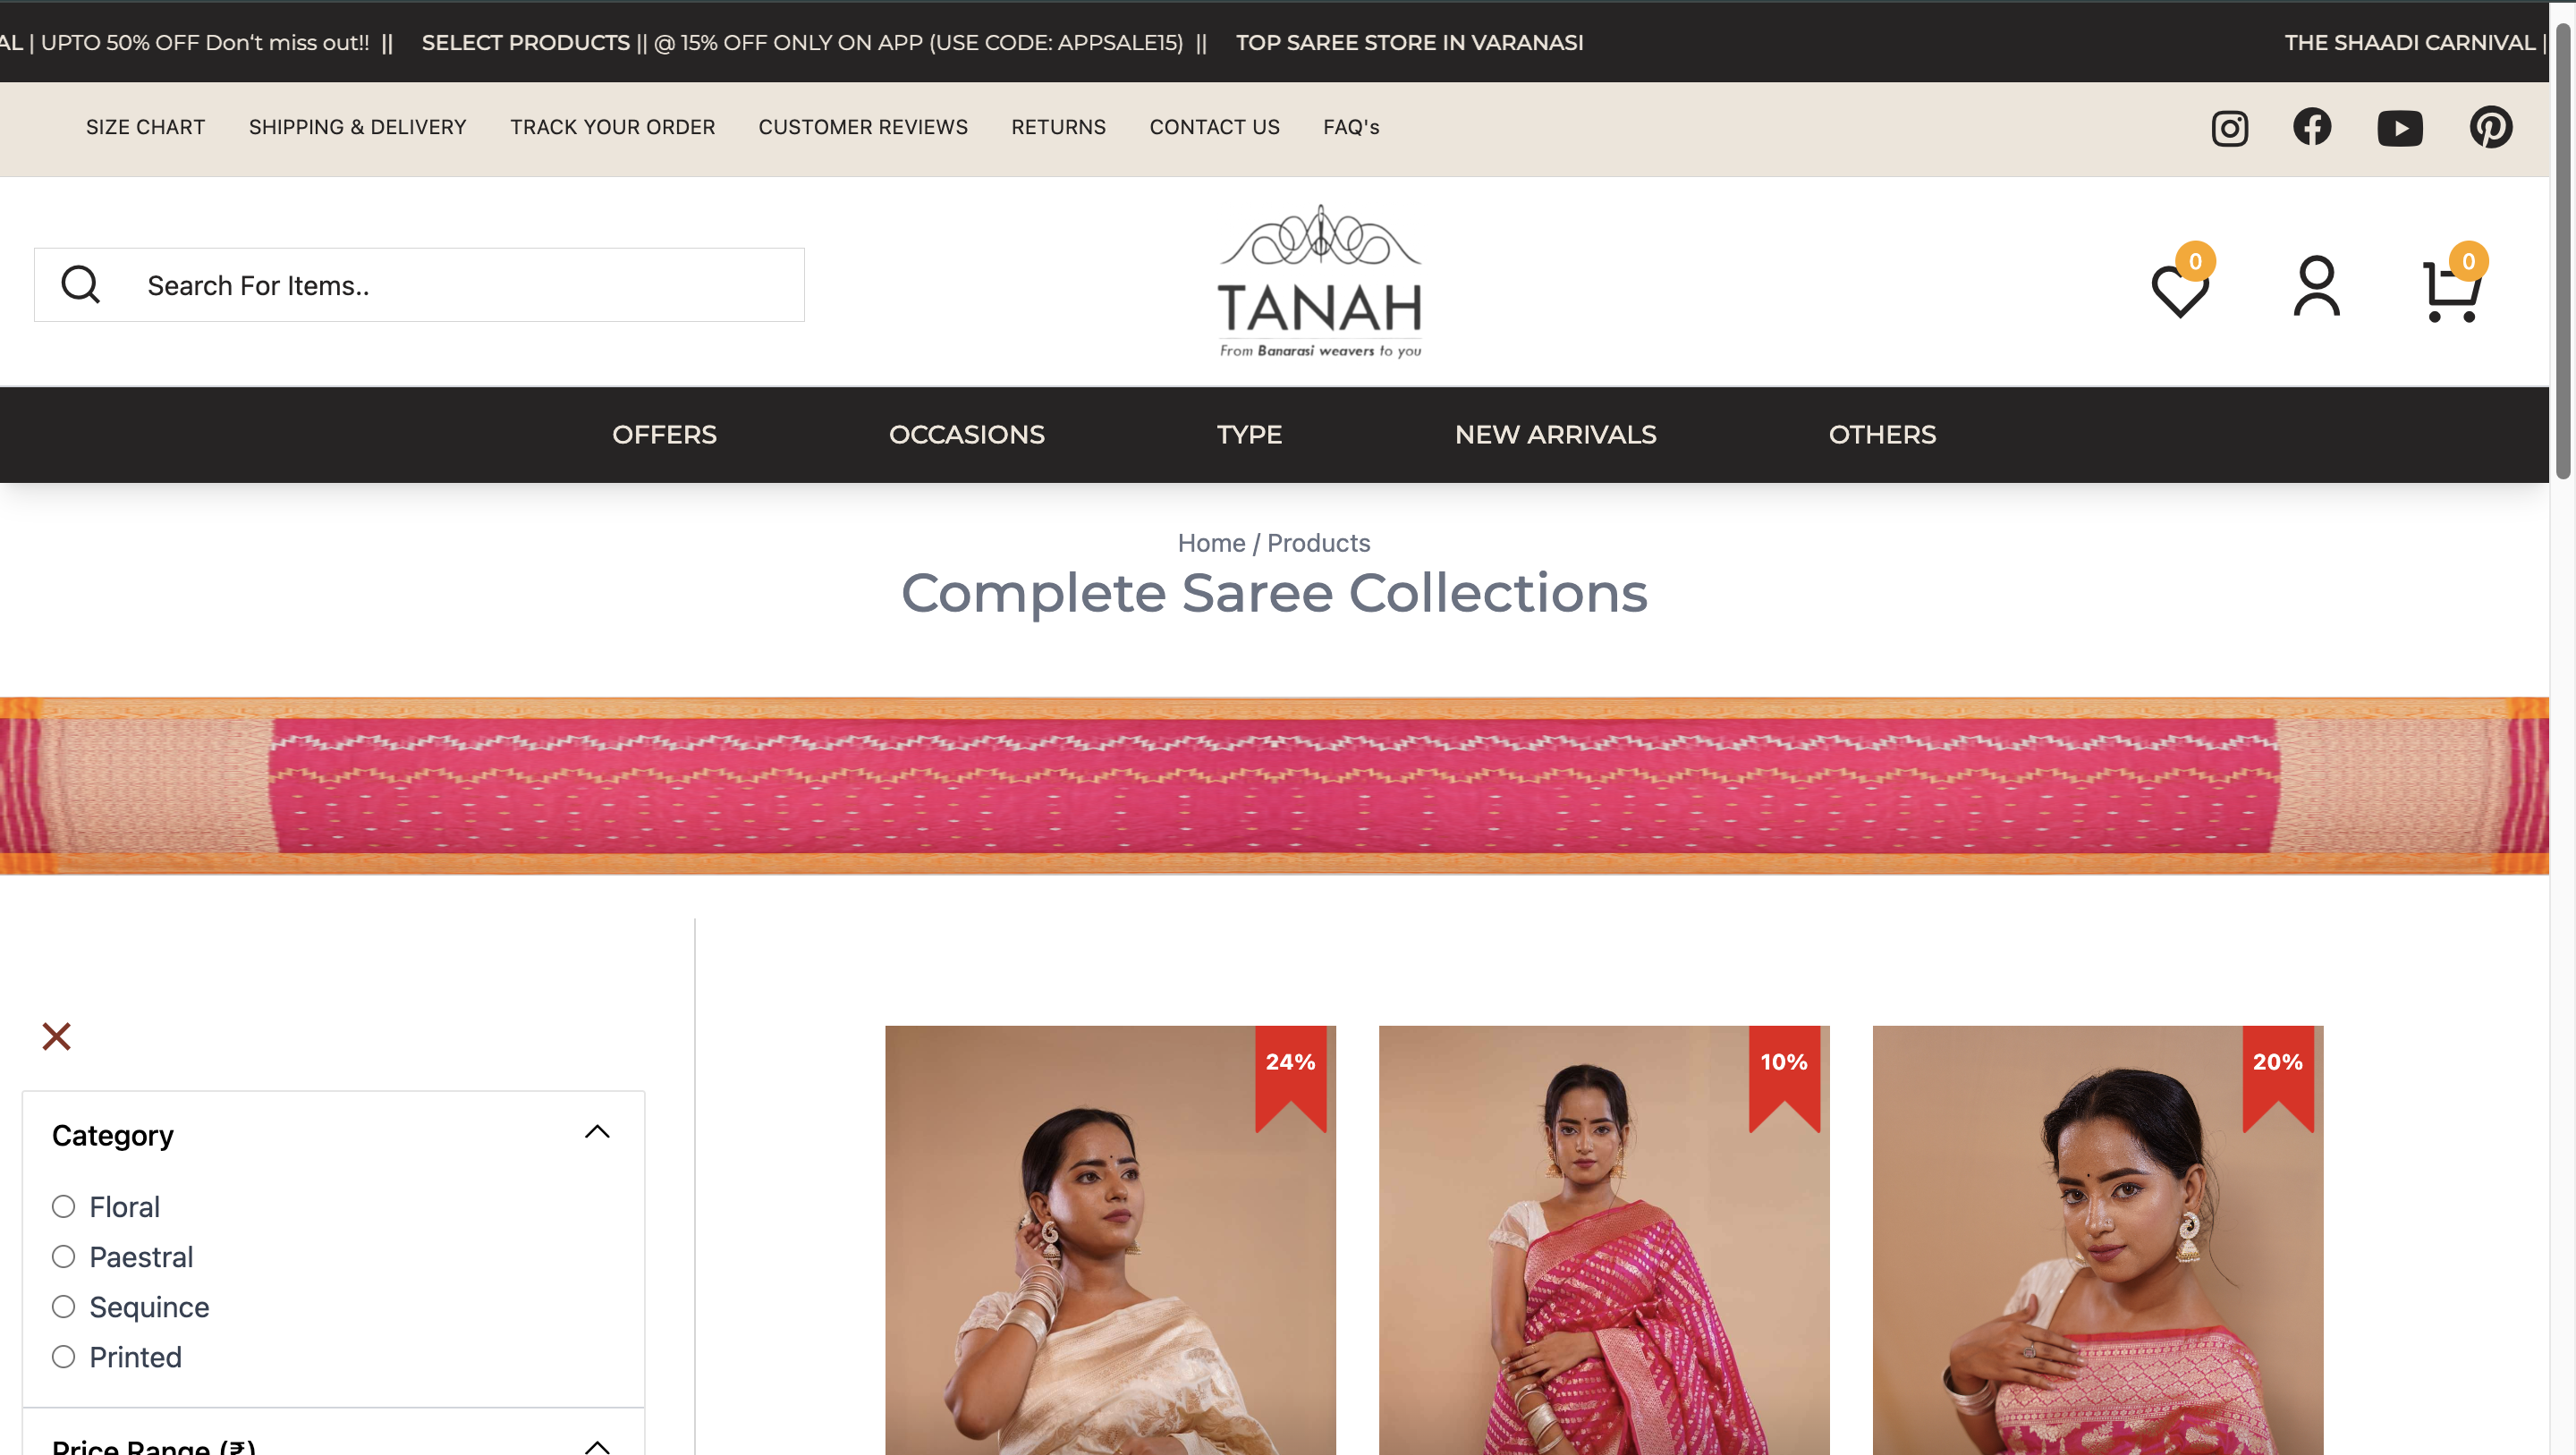 AL | UPTO 50% OFF Don't miss out!! || SELECT PRODUCTS || @ 15% OFF ONLY ON APP (USE CODE: APPSALE15) || TOP SAREE STORE IN VARANASI THE SHAADI CARNIVAL |
SIZE CHART SHIPPING & DELIVERY TRACK YOUR ORDER CUSTOMER REVIEWS RETURNS CONTACT US FAQ's
Search For Items..
TANAH
From Banarasi weavers to you
0
0
OFFERS OCCASIONS TYPE NEW ARRIVALS OTHERS
Home / Products
Complete Saree Collections
Category
Floral
Paestral
Sequince
Printed
Price Range (₹)
24%
10%
20%